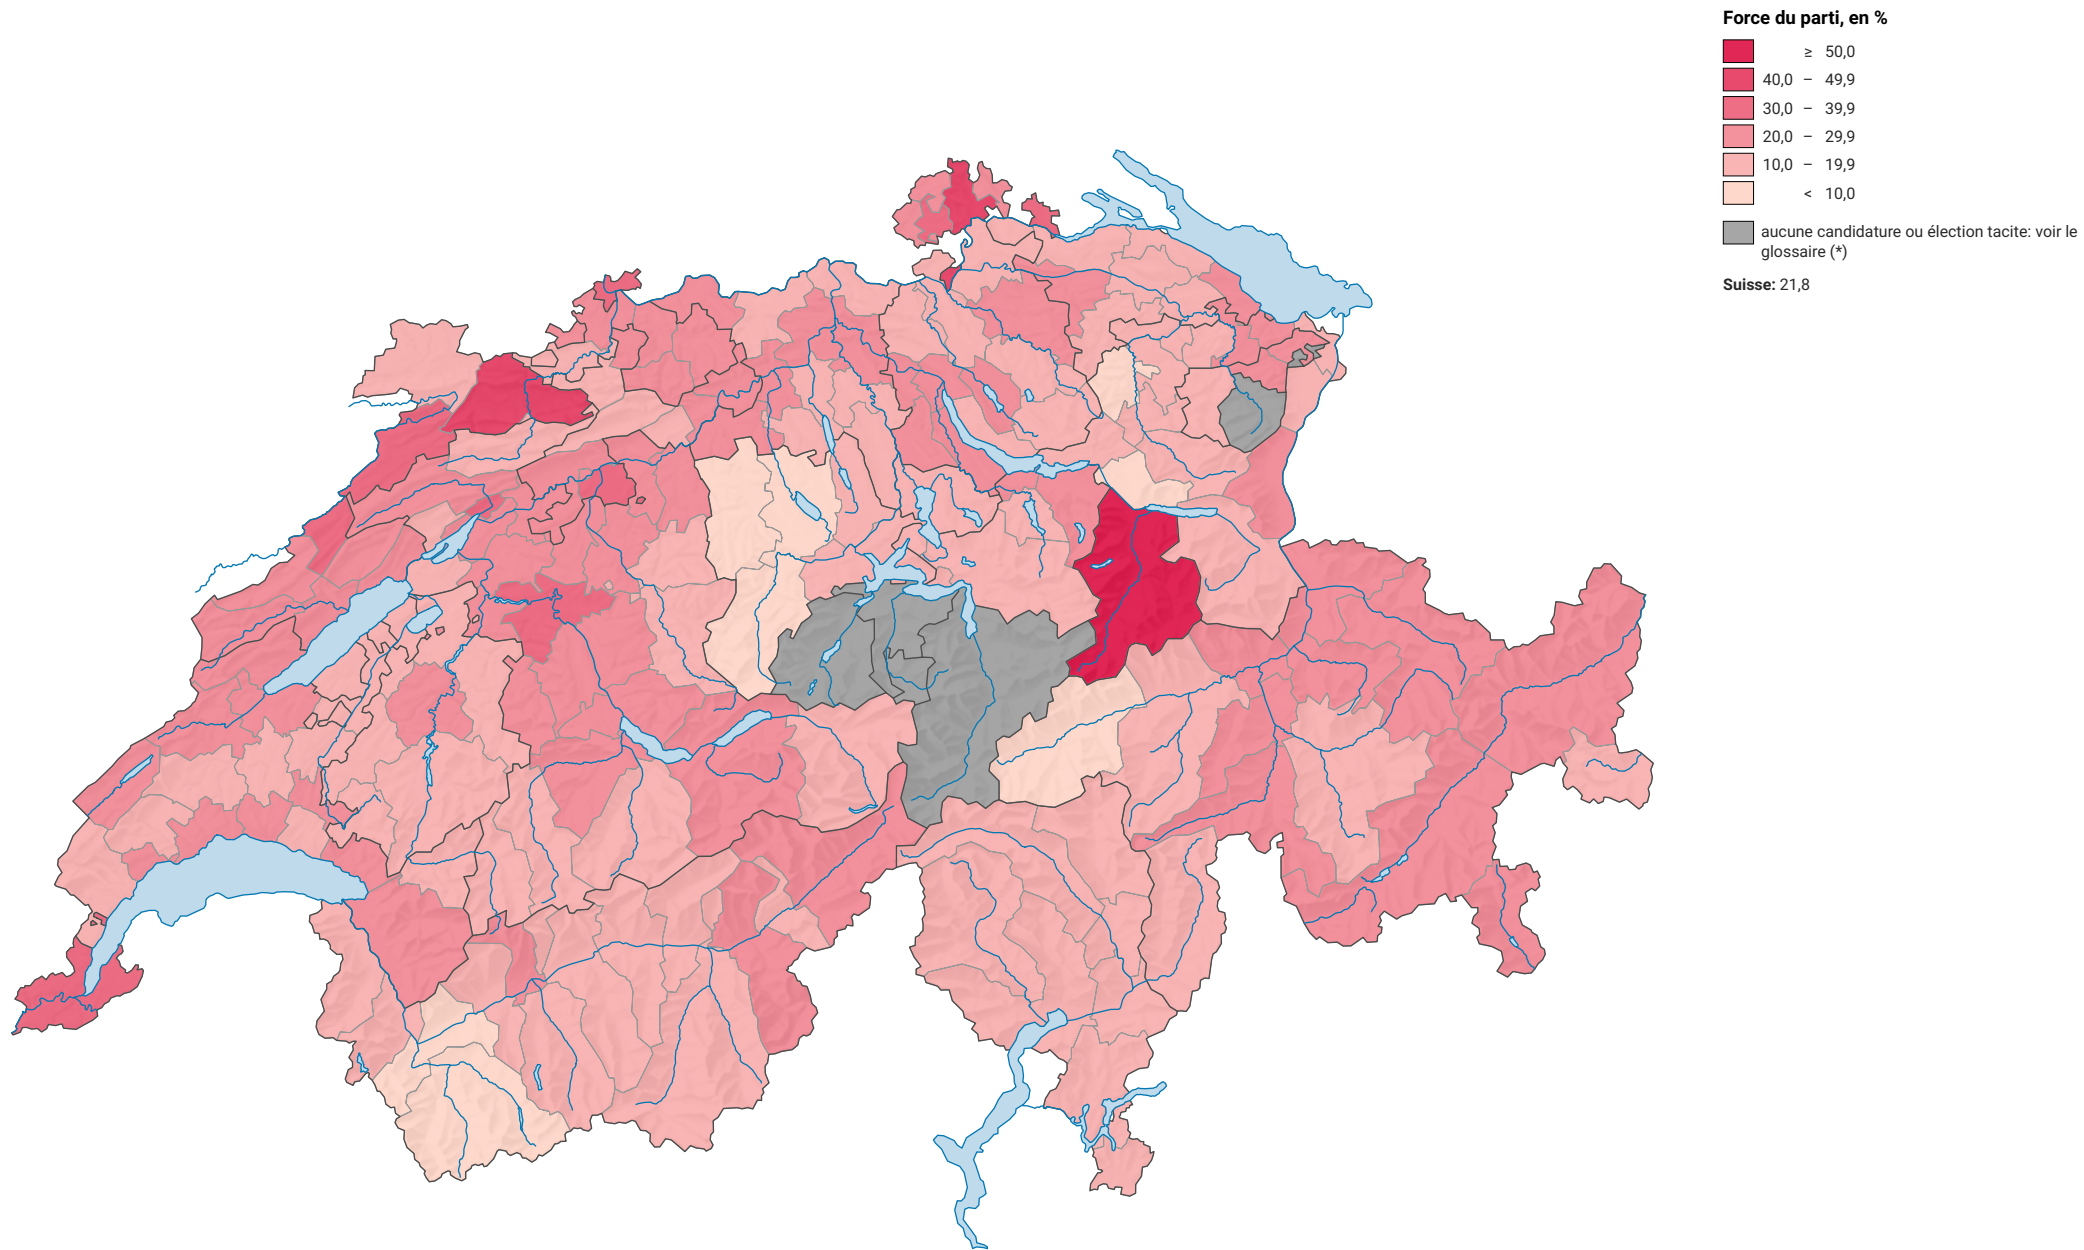 Force du parti, en %
≥ 50,0
40,0 – 49,9
30,0 – 39,9
20,0 – 29,9
10,0 – 19,9
< 10,0
aucune candidature ou élection tacite: voir le
glossaire (*)
Suisse: 21,8